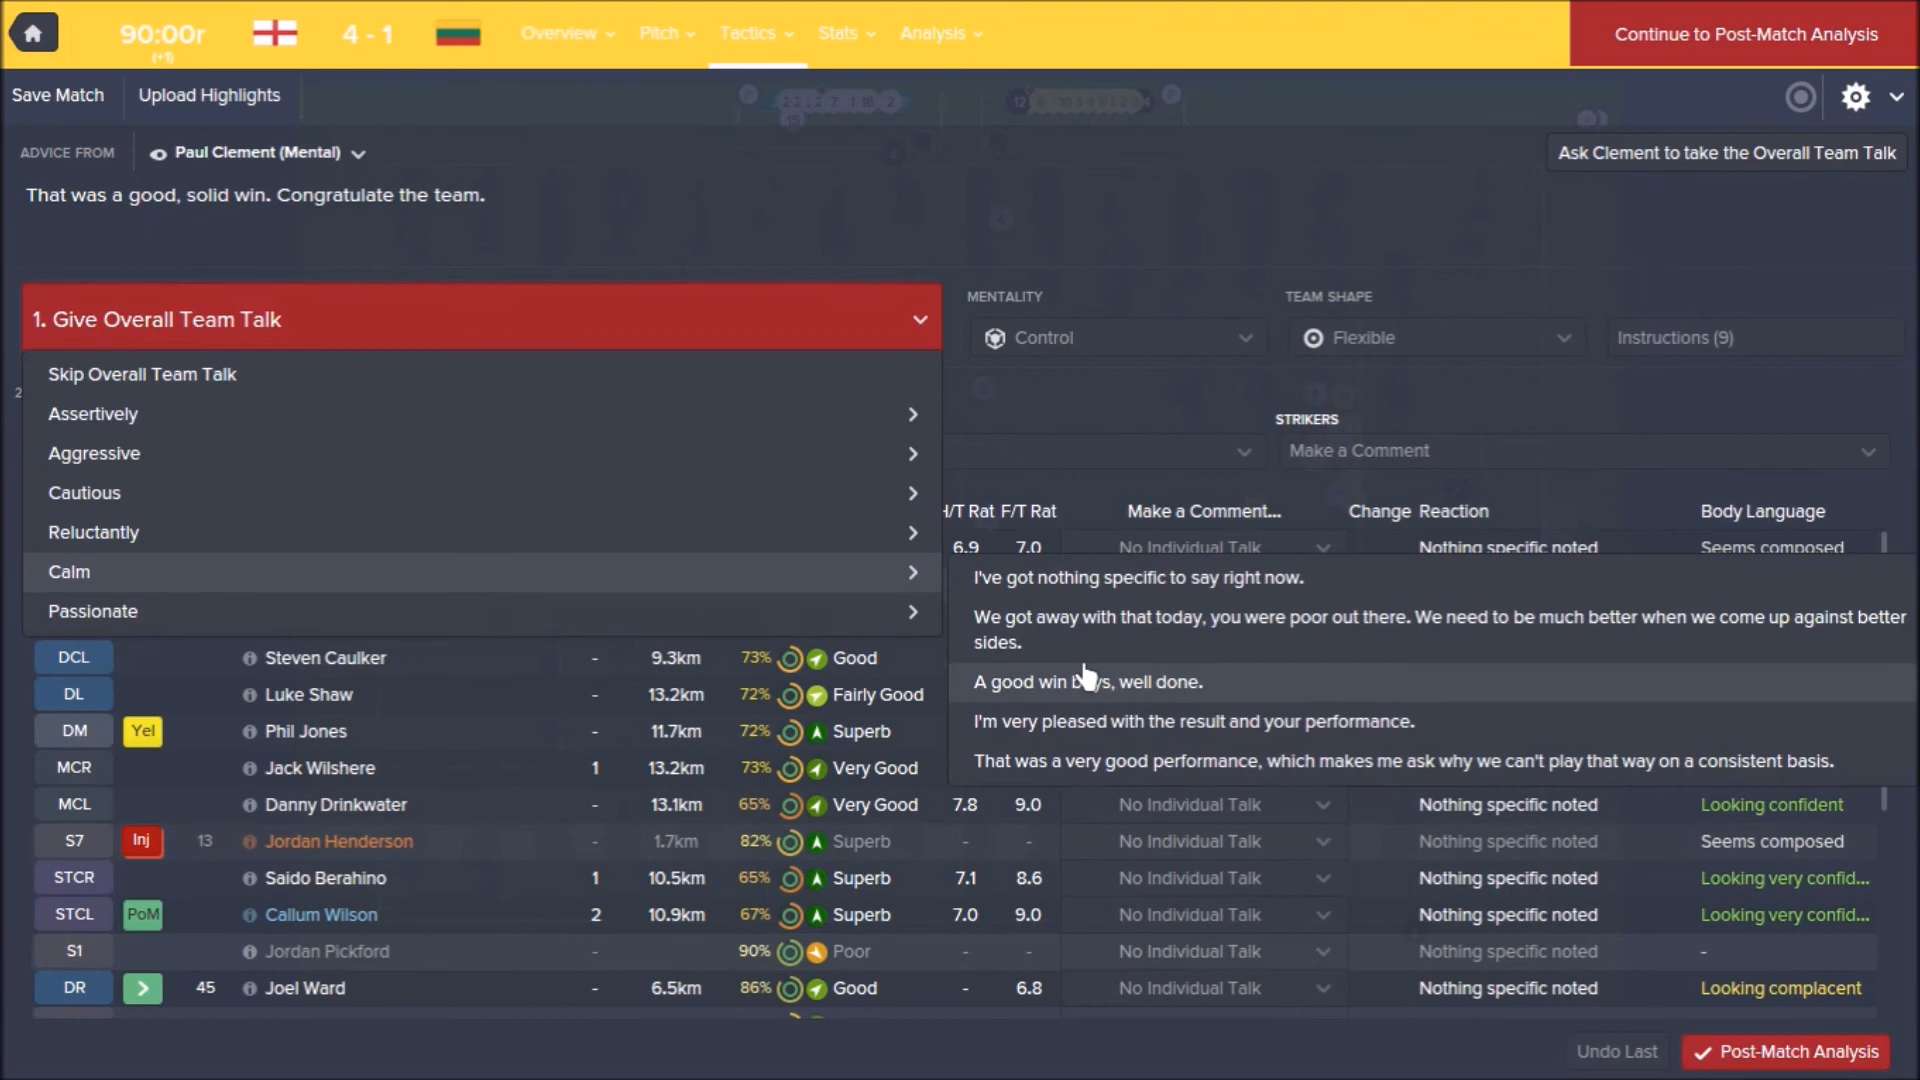 90:00r
(+1)
4 - 1
Overview
Pitch
Tactics
Stats
Analysis
Continue to Post-Match Analysis
Save Match
Upload Highlights
ADVICE FROM
Paul Clement (Mental)
Ask Clement to take the Overall Team Talk
That was a good, solid win. Congratulate the team.
1. Give Overall Team Talk
MENTALITY
TEAM SHAPE
Control
Flexible
Instructions (9)
Skip Overall Team Talk
2
Assertively
STRIKERS
Aggressive
Make a Comment
Cautious
H/T Rat F/T Rat Make a Comment... Change Reaction Body Language
Reluctantly
6.9 7.0 No Individual Talk Nothing specific noted Seems composed
Calm
Passionate
I've got nothing specific to say right now.
We got away with that today, you were poor out there. We need to be much better when we come up against better
sides.
A good win boys, well done.
I'm very pleased with the result and your performance.
That was a very good performance, which makes me ask why we can't play that way on a consistent basis.
DCL Steven Caulker - 9.3km 73% Good
DL Luke Shaw - 13.2km 72% Fairly Good
DM Yel Phil Jones - 11.7km 72% Superb
MCR Jack Wilshere 1 13.2km 73% Very Good
MCL Danny Drinkwater - 13.1km 65% Very Good 7.8 9.0 No Individual Talk Nothing specific noted Looking confident
S7 Inj 13 Jordan Henderson - 1.7km 82% Superb - - No Individual Talk Nothing specific noted Seems composed
STCR Saido Berahino 1 10.5km 65% Superb 7.1 8.6 No Individual Talk Nothing specific noted Looking very confid...
STCL PoM Callum Wilson 2 10.9km 67% Superb 7.0 9.0 No Individual Talk Nothing specific noted Looking very confid...
S1 Jordan Pickford - 90% Poor - - No Individual Talk Nothing specific noted -
DR 45 Joel Ward - 6.5km 86% Good - 6.8 No Individual Talk Nothing specific noted Looking complacent
Undo Last
Post-Match Analysis